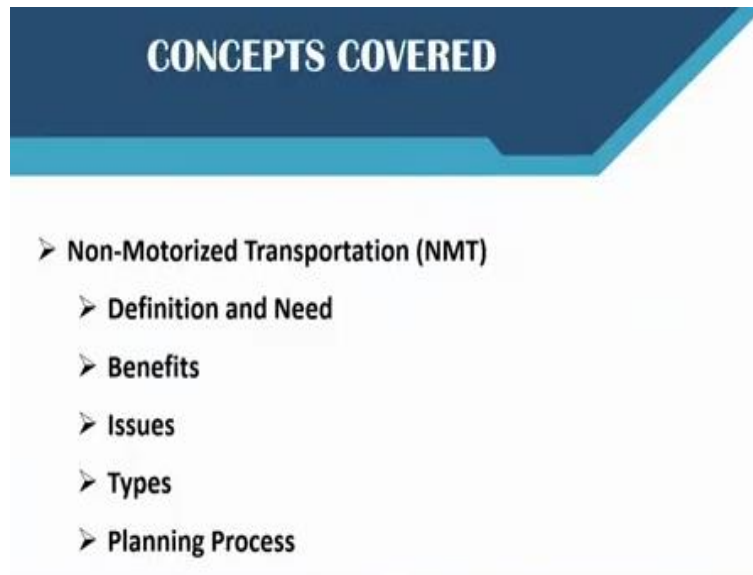 CONCEPTS COVERED
➢ Non-Motorized Transportation (NMT)
➢ Definition and Need
➢ Benefits
➢ Issues
➢ Types
➢ Planning Process